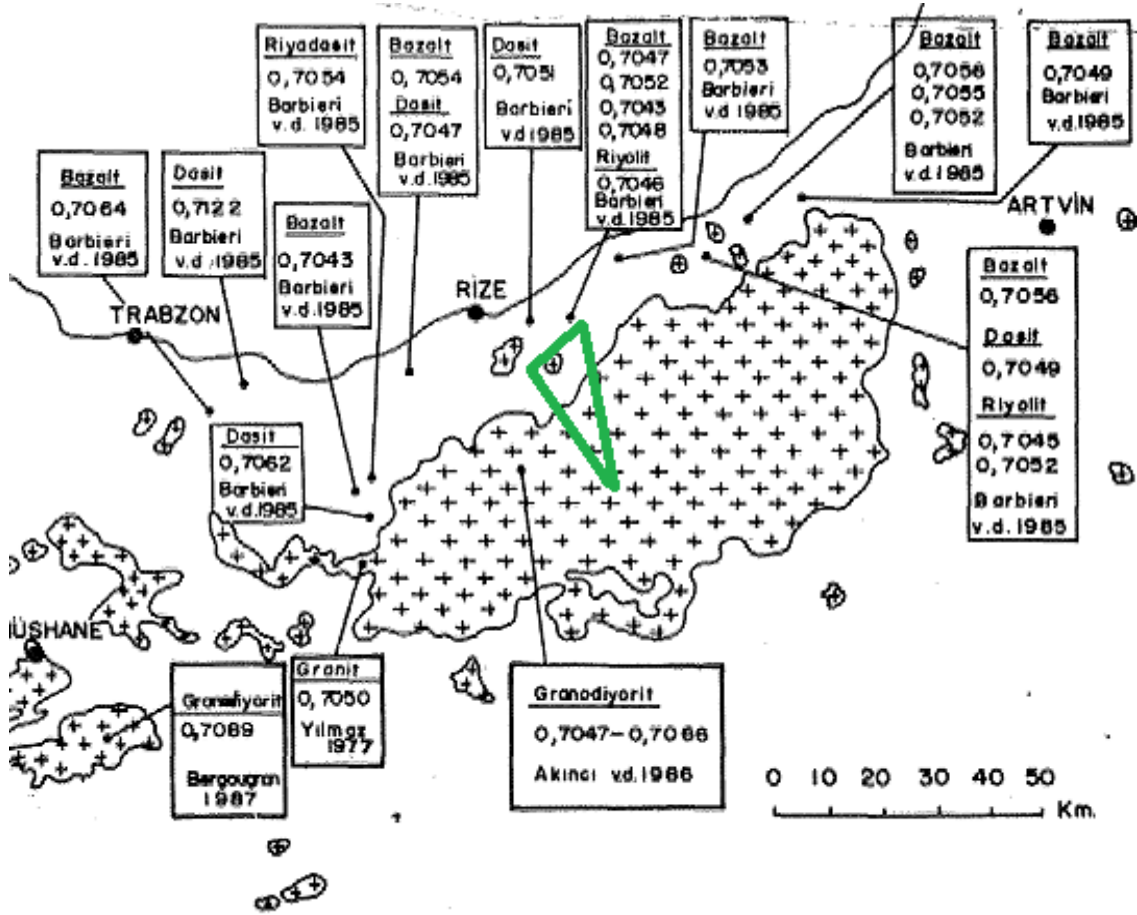 Riyadasit
0,7054
Barbieri
v.d. 1985
Bazalt
0,7054
Dasit
0,7047
Barbieri
v.d.1985
Dasit
0,7051
Barbieri
v.d 1985
Bazalt
0,7047
0,7052
0,7043
0,7048
Riyolit
0,7046
Barbieri
v.d.1985
Bazalt
0,7053
Barbieri
v.d. 1985
Bazalt
0,7056
0,7055
0,7052
Barbieri
v.d.1985
Bazalt
0,7049
Barbieri
v.d.1985
Bazalt
0,7064
Barbieri
v.d. 1985
Dasit
0,7122
Barbieri
v.d. 1985
Bazalt
0,7043
Barbieri
v.d.1985
TRABZON
RİZE
ARTVİN
Bazalt
0,7056
Dasit
0,7049
Riyolit
0,7045
0,7052
Barbieri
v.d.1985
Dasit
0,7062
Barbieri
v.d.1985
ÜSHANE
Granodiyorit
0,7089
Bergougnan
1987
Granit
0,7050
Yılmaz
1977
Granodiyorit
0,7047-0,7066
Akıncı v.d. 1986
0 10 20 30 40 50
Km.